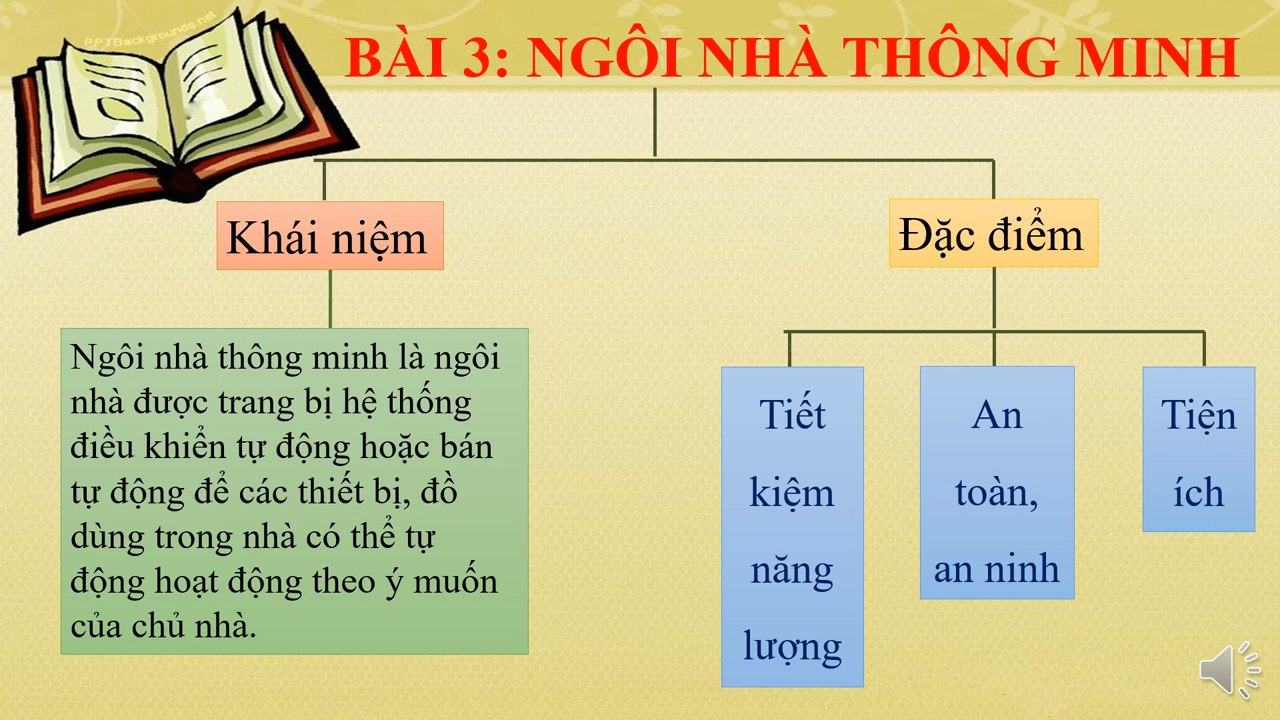 PPTBackgrounds.net
BÀI 3: NGÔI NHÀ THÔNG MINH
Khái niệm
Đặc điểm
Ngôi nhà thông minh là ngôi
nhà được trang bị hệ thống
điều khiển tự động hoặc bán
tự động để các thiết bị, đồ
dùng trong nhà có thể tự
động hoạt động theo ý muốn
của chủ nhà.
Tiết
kiệm
năng
lượng
An
toàn,
an ninh
Tiện
ích